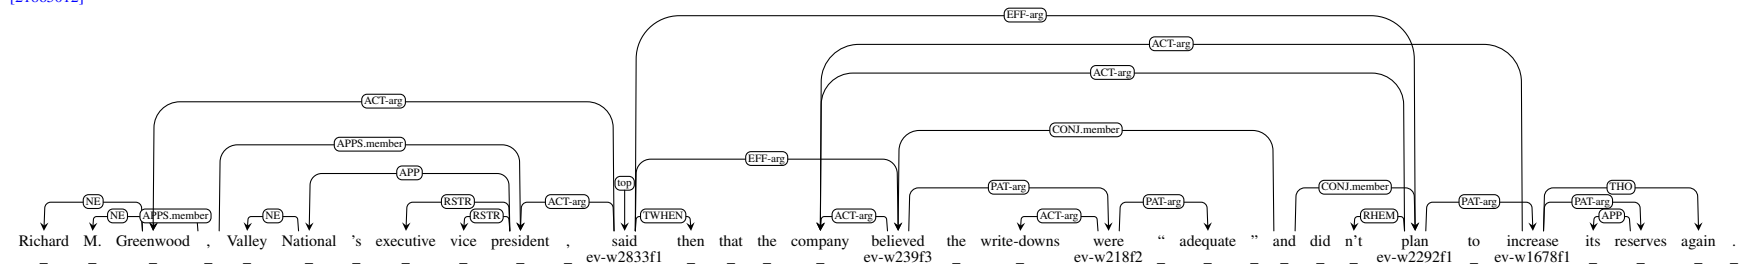 EFF-arg
ACT-arg
ACT-arg
ACT-arg
CONJ.member
APPS.member
EFF-arg
APP
top
NE RSTR ACT-arg PAT-arg CONJ.member PAT-arg THO
NE APPS.member NE RSTR TWHEN ACT-arg ACT-arg PAT-arg RHEM PAT-arg APP
Richard M. Greenwood , Valley National 's executive vice president , said then that the company believed the write-downs were “ adequate ” and did n't plan to increase its reserves again .
_ _ _ _ _ _ _ _ _ _ _ ev-w2833f1 _ _ _ _ ev-w239f3 _ _ ev-w218f2 _ _ _ _ _ _ ev-w2292f1 _ ev-w1678f1 _ _ _ _